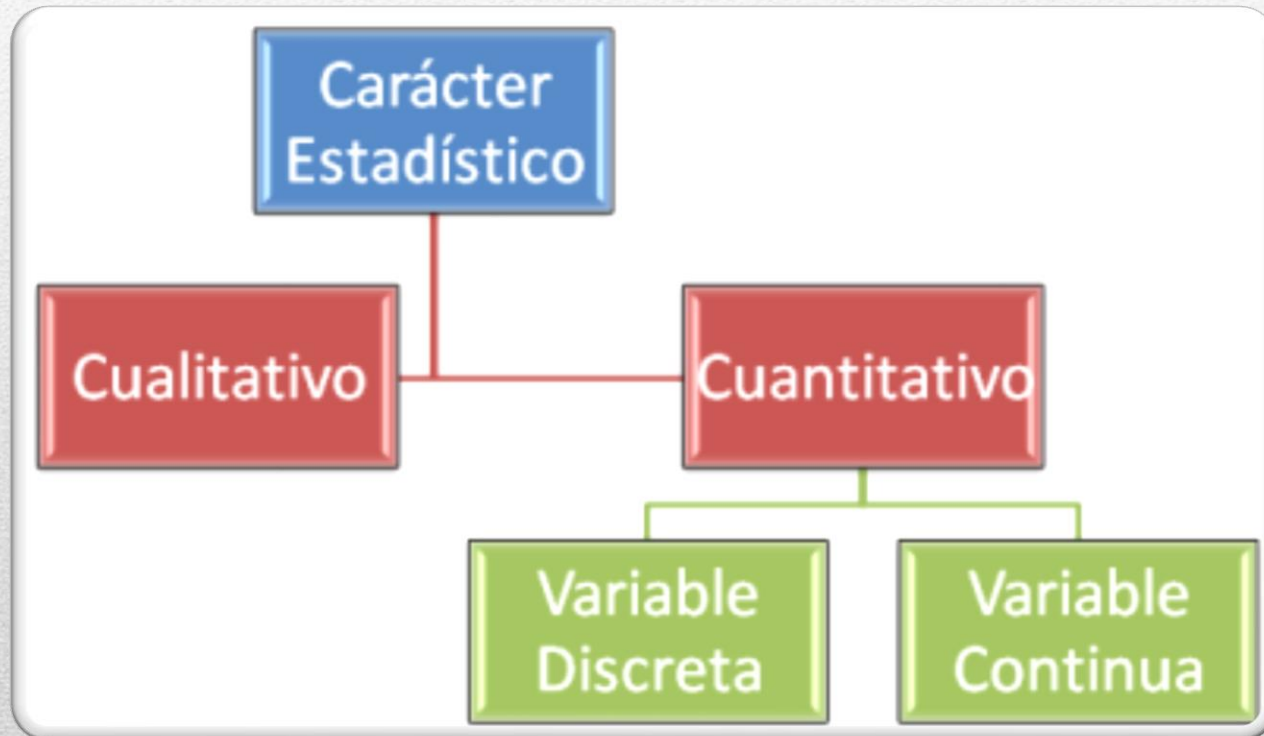 Carácter
Estadístico
Cualitativo
Cuantitativo
Variable
Discreta
Variable
Continua